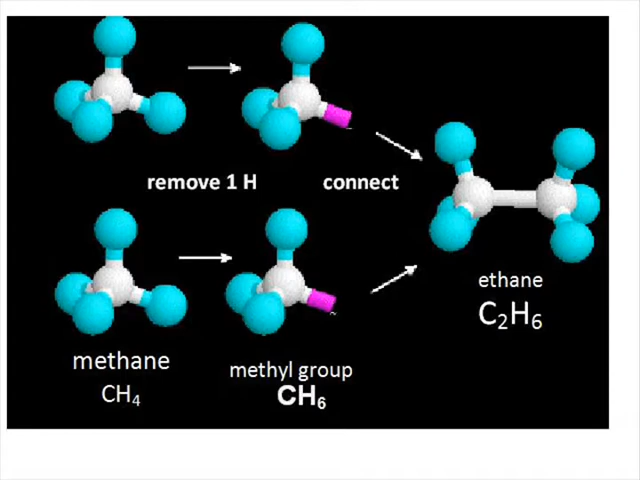 remove 1 H
connect
ethane
C₂H₆
methane
CH₄
methyl group
CH₆